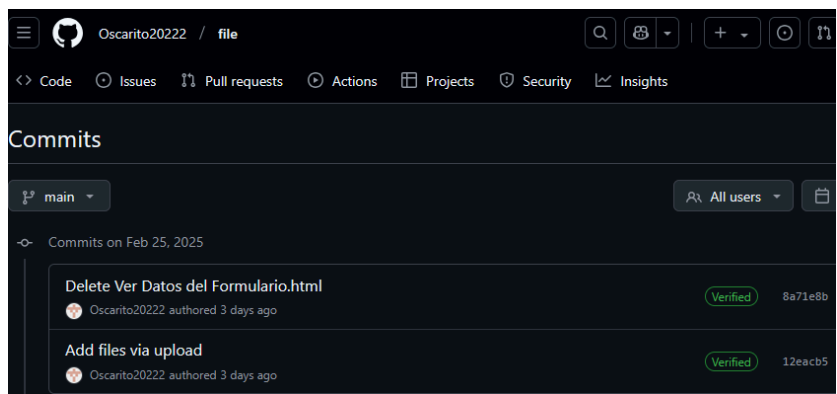 Oscarito20222 / file
Code Issues Pull requests Actions Projects Security Insights
Commits
main All users
Commits on Feb 25, 2025
Delete Ver Datos del Formulario.html
Verified 8a71e8b
Oscarito20222 authored 3 days ago
Add files via upload
Verified 12eacb5
Oscarito20222 authored 3 days ago